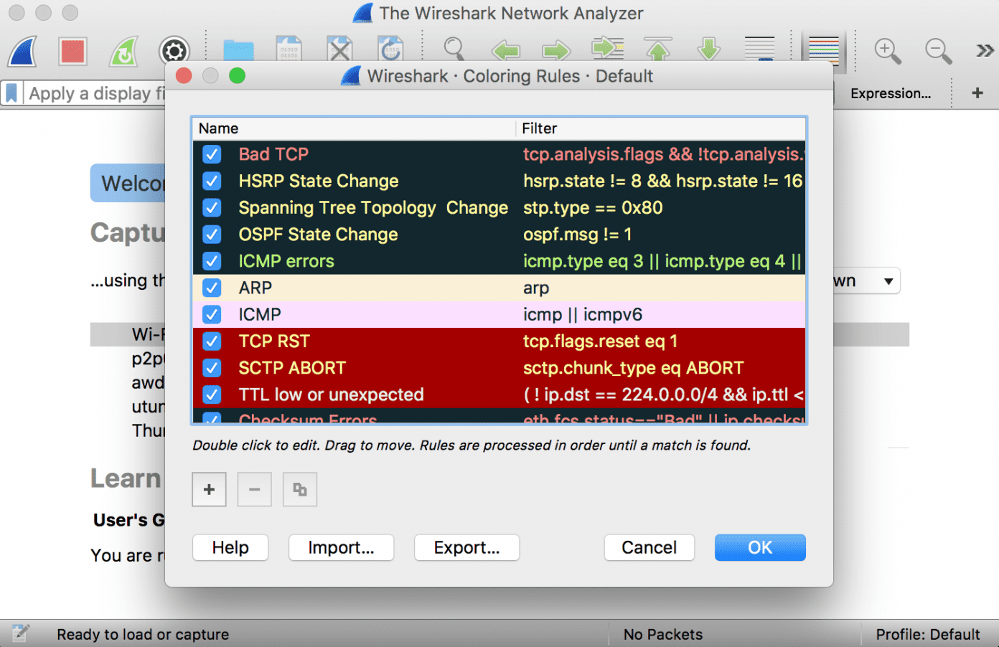 The Wireshark Network Analyzer
Wireshark · Coloring Rules · Default
Apply a display fi
Expression...
+
Name Filter
Bad TCP tcp.analysis.flags && !tcp.analysis.
HSRP State Change hsrp.state != 8 && hsrp.state != 16
Spanning Tree Topology  Change stp.type == 0x80
OSPF State Change ospf.msg != 1
ICMP errors icmp.type eq 3 || icmp.type eq 4 ||
ARP arp
ICMP icmp || icmpv6
TCP RST tcp.flags.reset eq 1
SCTP ABORT sctp.chunk_type eq ABORT
TTL low or unexpected ( ! ip.dst == 224.0.0.0/4 && ip.ttl <
Checksum Errors eth.fcs.status=="Bad" || ip.checksu
Double click to edit. Drag to move. Rules are processed in order until a match is found.
+ −
Help Import... Export... Cancel OK
Welco
Captu
...using th
wn
Wi-F
p2p
awd
utun
Thu
Learn
User's G
You are r
Ready to load or capture No Packets Profile: Default